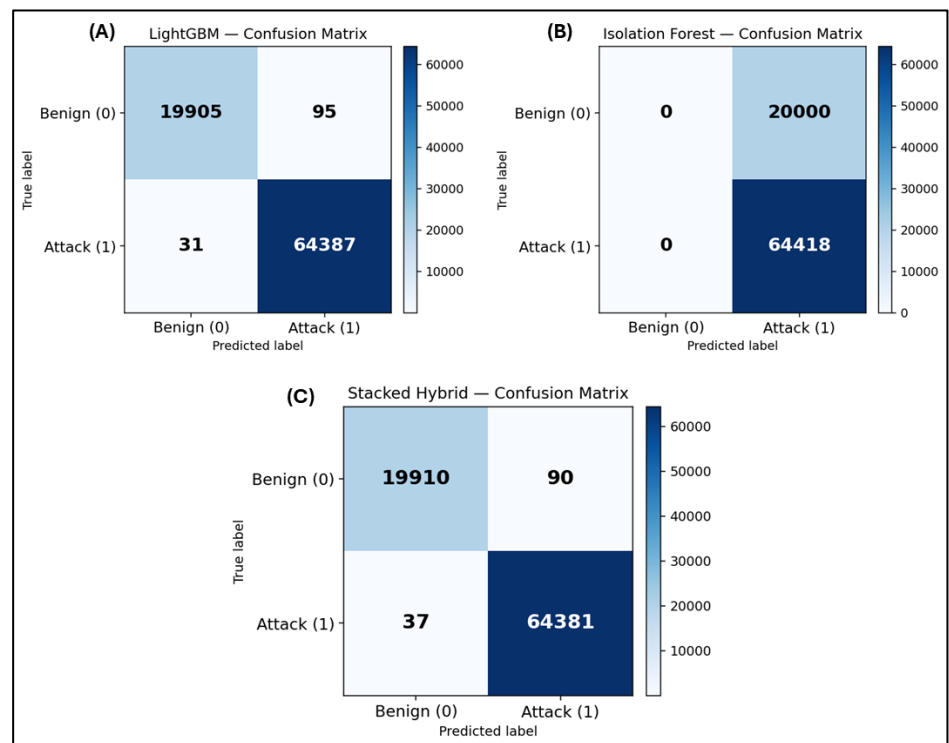 (A)
LightGBM — Confusion Matrix
Benign (0)
19905
95
Attack (1)
31
64387
True label
Benign (0)
Attack (1)
Predicted label
60000
50000
40000
30000
20000
10000
(B)
Isolation Forest — Confusion Matrix
Benign (0)
0
20000
Attack (1)
0
64418
True label
Benign (0)
Attack (1)
Predicted label
60000
50000
40000
30000
20000
10000
0
(C)
Stacked Hybrid — Confusion Matrix
Benign (0)
19910
90
Attack (1)
37
64381
True label
Benign (0)
Attack (1)
Predicted label
60000
50000
40000
30000
20000
10000